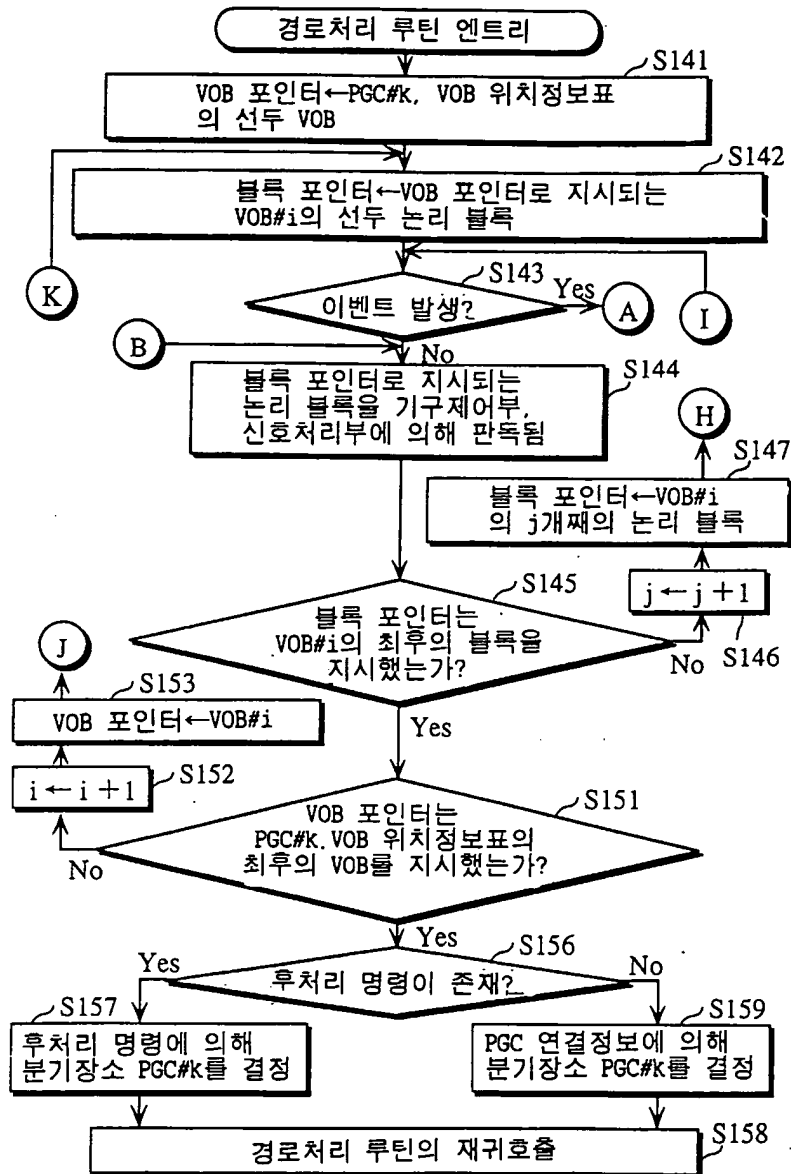 경로처리 루틴 엔트리
S141
VOB 포인터←PGC#k. VOB 위치정보표
의 선두 VOB
S142
블록 포인터←VOB 포인터로 지시되는
VOB#i의 선두 논리 블록
S143
K
이벤트 발생?
Yes
A
I
B
No
S144
블록 포인터로 지시되는
논리 블록을 기구제어부,
신호처리부에 의해 판독됨
H
S147
블록 포인터←VOB#i
의 j개째의 논리 블록
S145
j←j+1
블록 포인터는
VOB#i의 최후의 블록을
지시했는가?
No
S146
J
S153
VOB 포인터←VOB#i
Yes
S152
i←i+1
S151
VOB 포인터는
PGC#k.VOB 위치정보표의
최후의 VOB를 지시했는가?
No
Yes
S156
Yes
후처리 명령이 존재?
No
S157
후처리 명령에 의해
분기장소 PGC#k를 결정
S159
PGC 연결정보에 의해
분기장소 PGC#k를 결정
S158
경로처리 루틴의 재귀호출